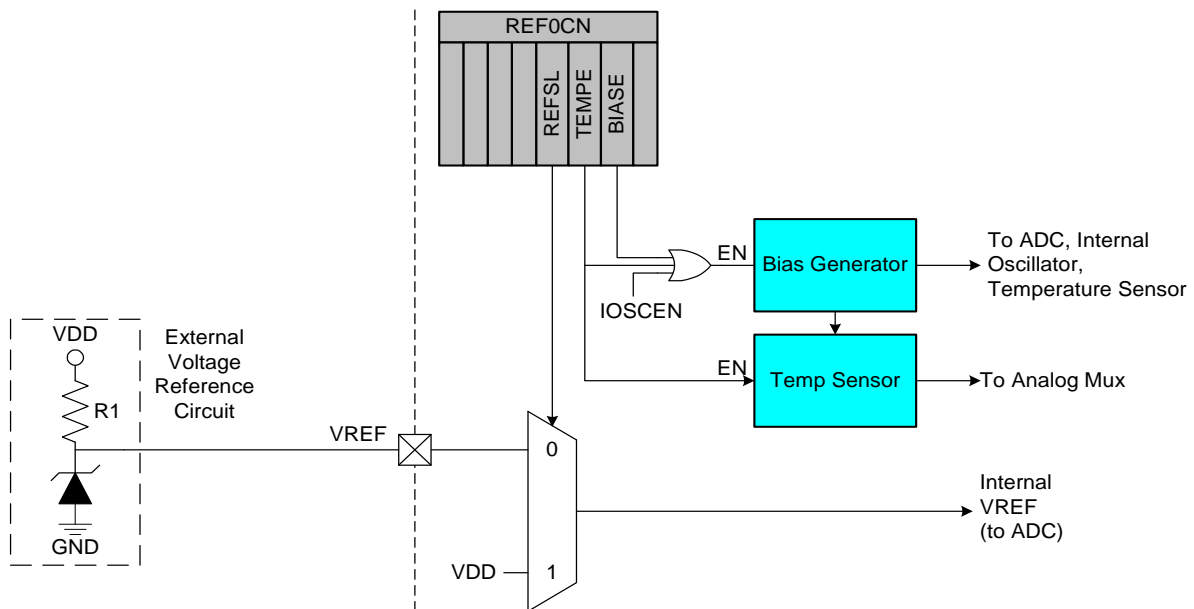 REF0CN
REFSL
TEMPE
BIASE
EN
Bias Generator
To ADC, Internal
Oscillator,
Temperature Sensor
IOSCEN
VDD
R1
GND
External
Voltage
Reference
Circuit
EN
Temp Sensor
To Analog Mux
VREF
0
VDD
1
Internal
VREF
(to ADC)